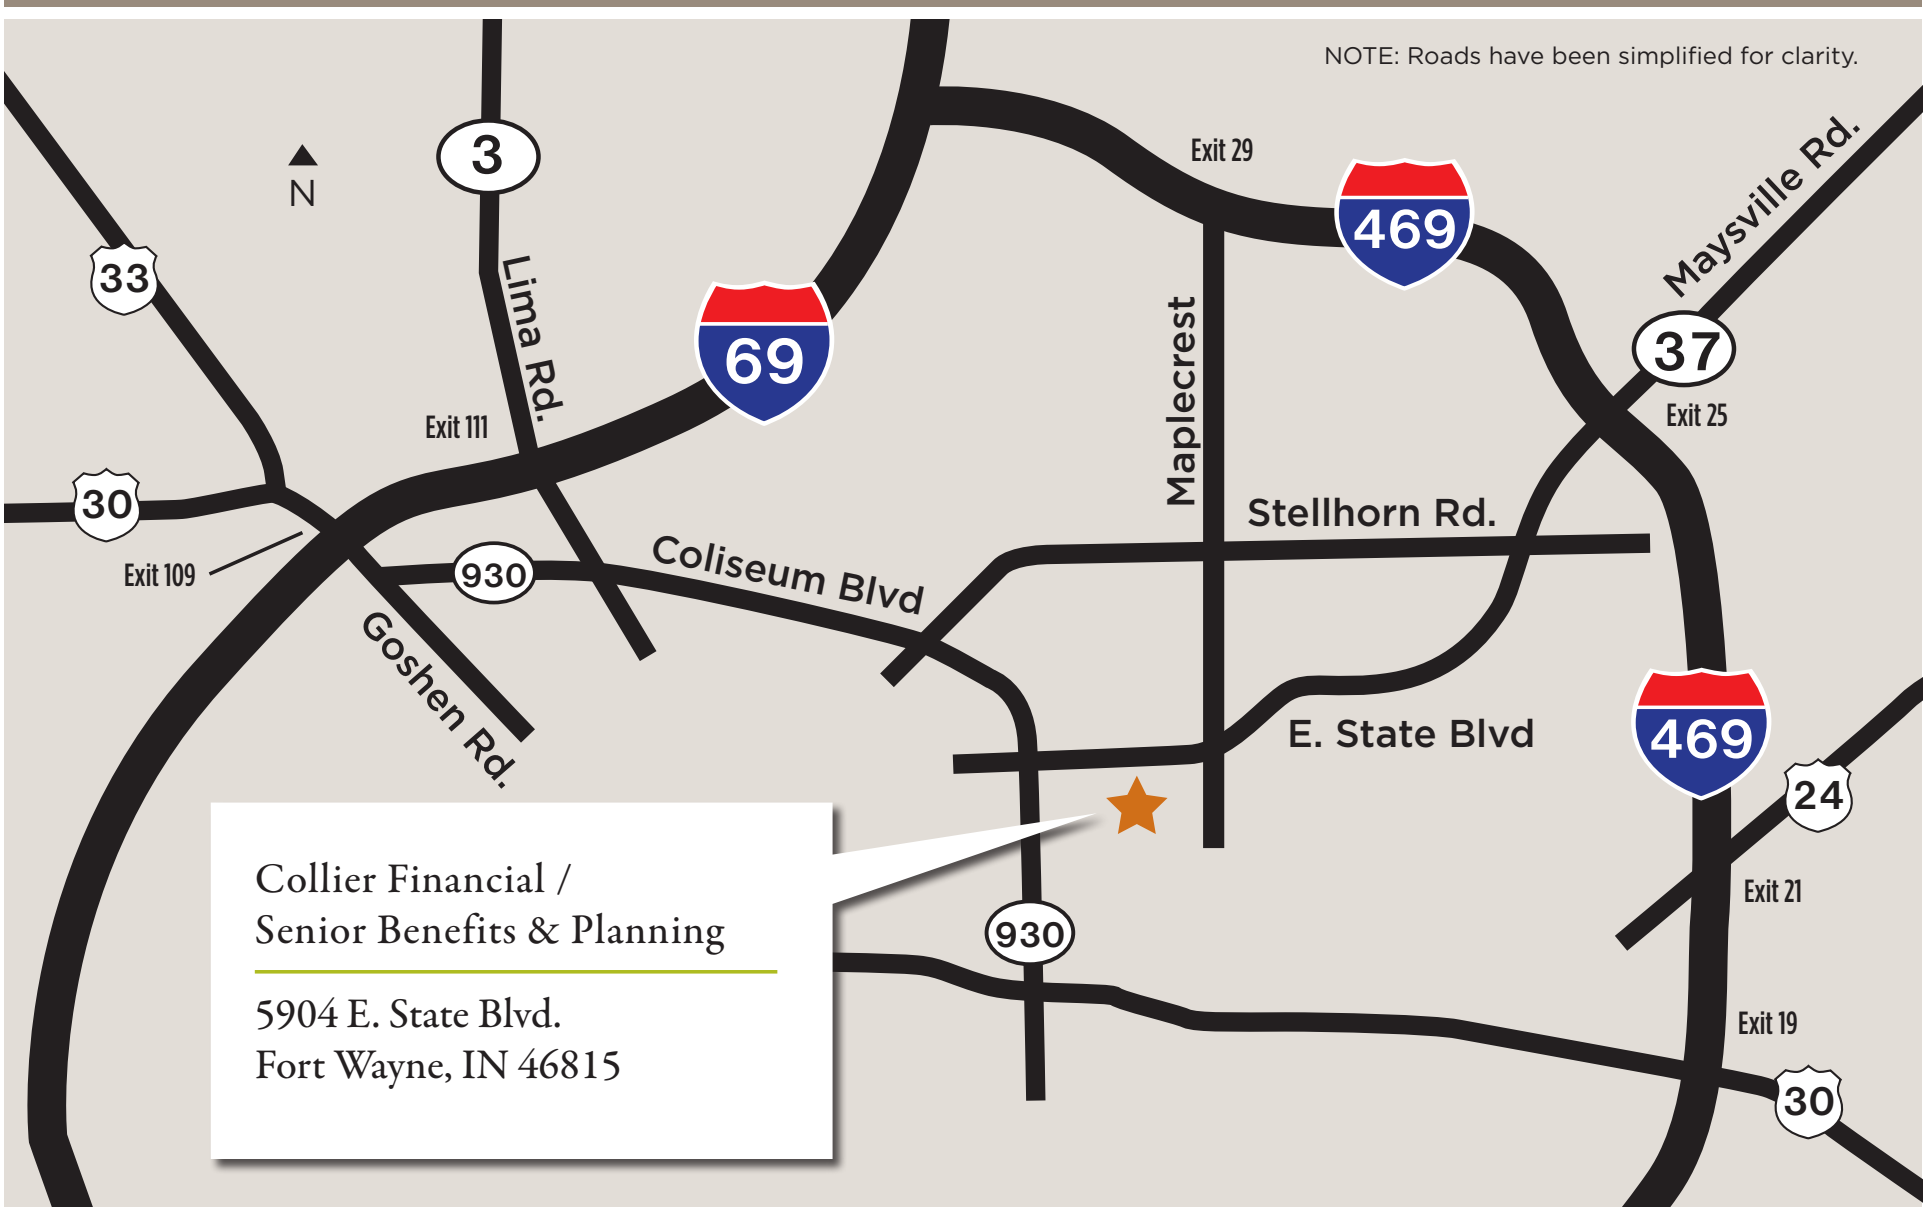 NOTE: Roads have been simplified for clarity.
3
N
33
Lima Rd.
69
Exit 29
469
Maysville Rd.
37
Exit 25
Maplecrest
Exit 111
30
Exit 109
930
Coliseum Blvd
Stellhorn Rd.
Goshen Rd.
E. State Blvd
469
24
Exit 21
930
Exit 19
30
Collier Financial /
Senior Benefits & Planning
5904 E. State Blvd.
Fort Wayne, IN 46815